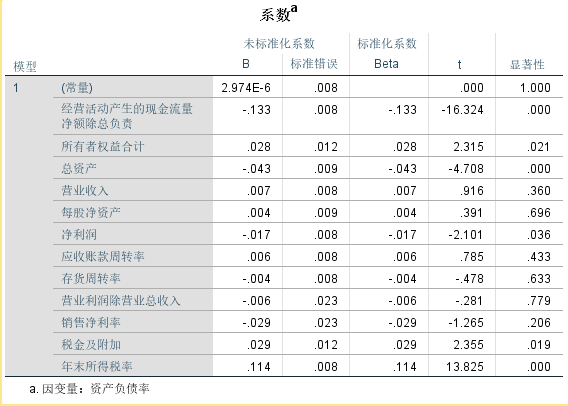 系数a
未标准化系数 标准化系数
模型 B 标准错误 Beta t 显著性
1 (常量) 2.974E-6 .008 .000 1.000
经营活动产生的现金流量净额除总负责 -.133 .008 -.133 -16.324 .000
所有者权益合计 .028 .012 .028 2.315 .021
总资产 -.043 .009 -.043 -4.708 .000
营业收入 .007 .008 .007 .916 .360
每股净资产 .004 .009 .004 .391 .696
净利润 -.017 .008 -.017 -2.101 .036
应收账款周转率 .006 .008 .006 .785 .433
存货周转率 -.004 .008 -.004 -.478 .633
营业利润除营业总收入 -.006 .023 -.006 -.281 .779
销售净利率 -.029 .023 -.029 -1.265 .206
税金及附加 .029 .012 .029 2.355 .019
年末所得税率 .114 .008 .114 13.825 .000
a. 因变量：资产负债率